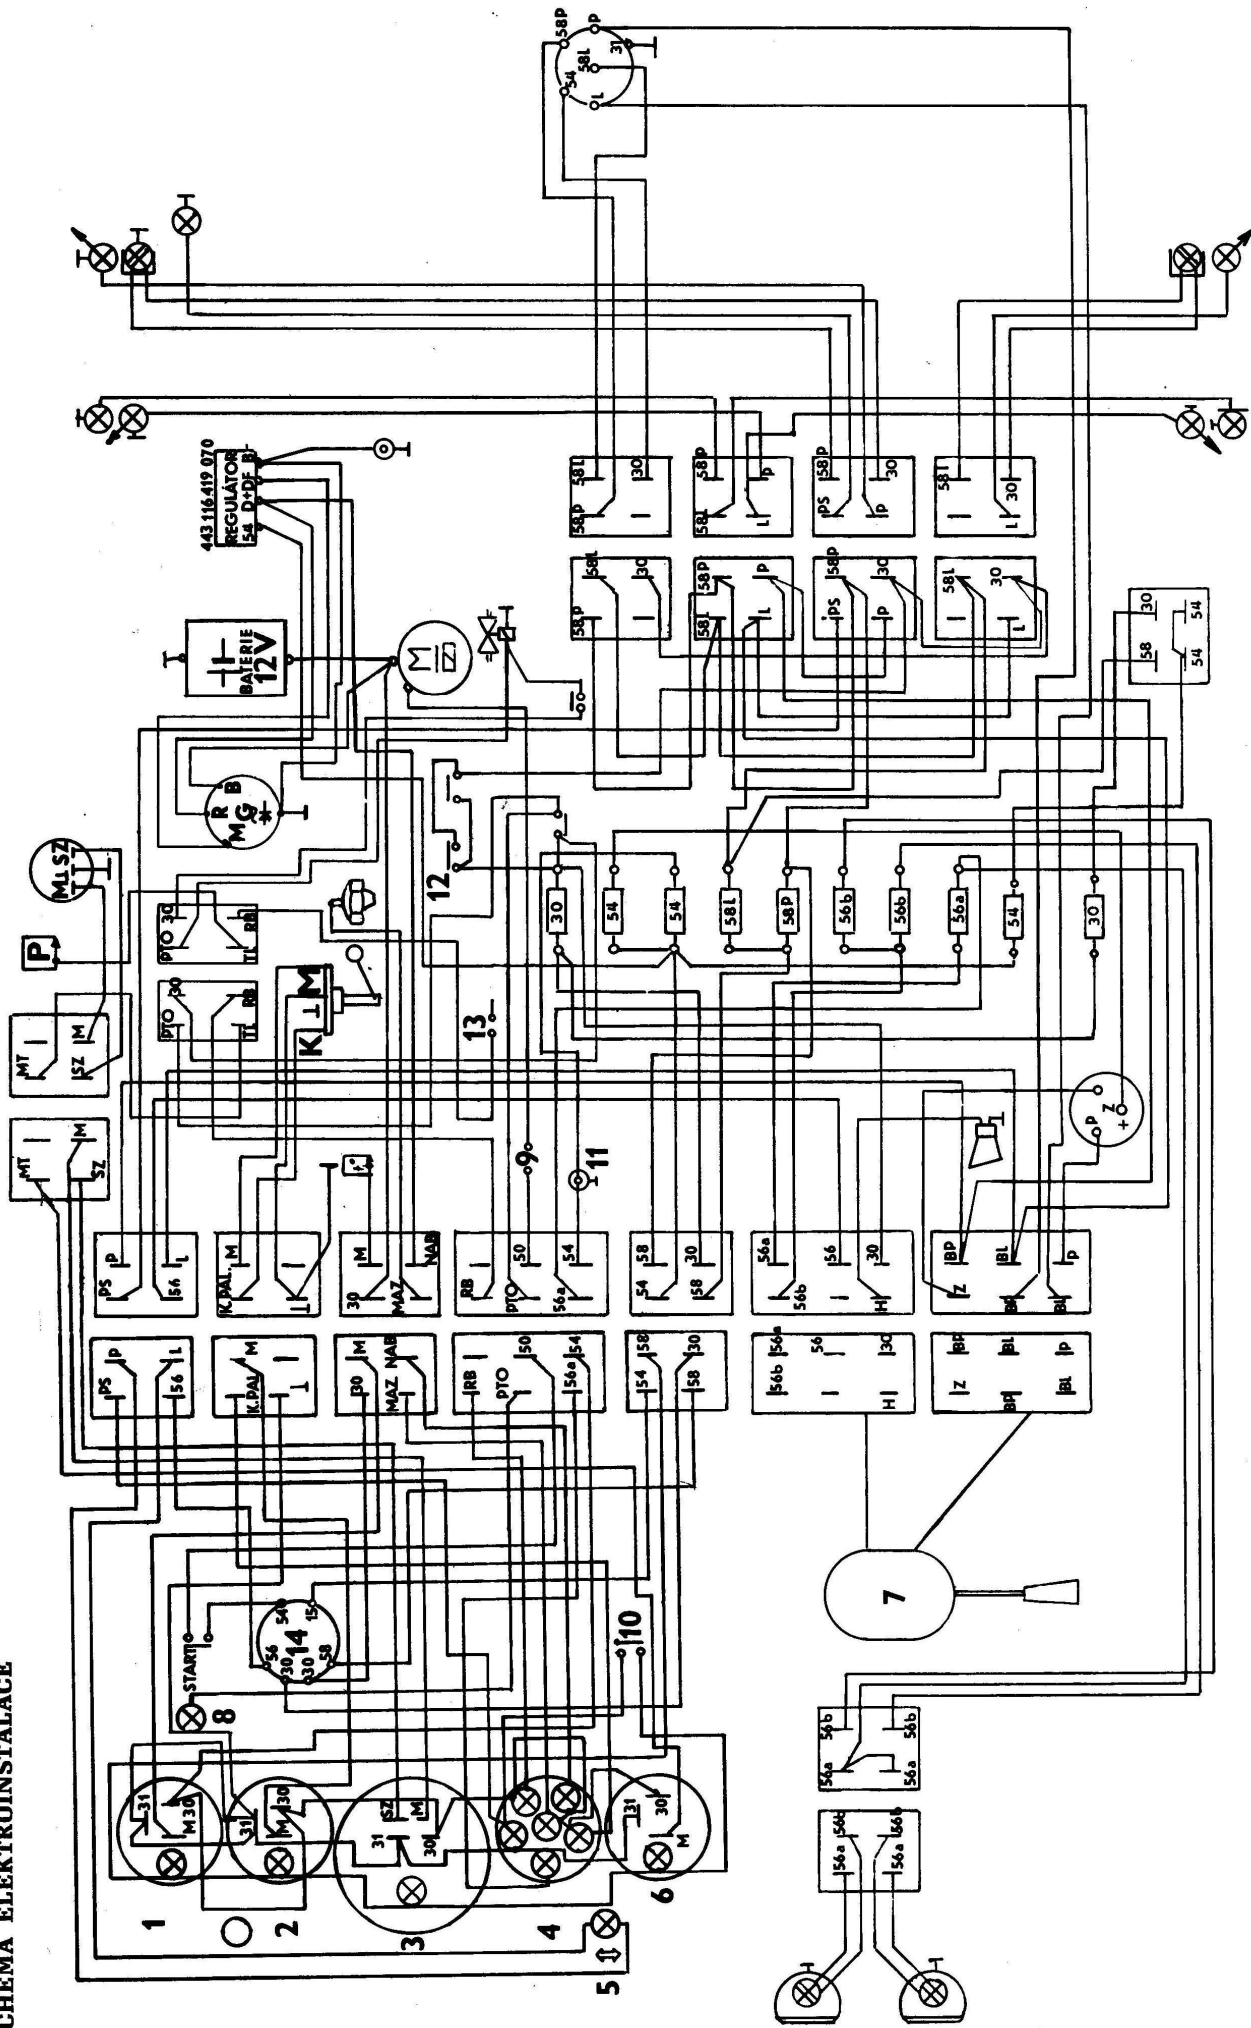 CHEMA ELEKTROINSTALACE
58P
P
54
58L
31
L
443 116 419 070
REGULÁTOR
54 D+ DF B-
BATERIE
12V
M
R
B
MG
M⊥SZ
P
PTO
30
TL
RB
PTO
30
TL
RB
K⊥M
MT
SZ
M
MT
SZ
M
12
13
9
11
58P
58L
30
58L
58P
L
P
PS
58P
P
30
58L
L
30
58P
58L
30
58L
58P
L
P
PS
58P
P
30
58L
L
30
58
30
54
54
30
54
54
58L
58P
56b
56b
56a
54
30
P
Z
+
PS
P
56
L
K.PAL.
M
⊥
30
M
MAZ
NAB
RB
PTO
50
56a
54
54
58
58
30
56a
56b
56
H
30
BP
Z
BL
BP
BL
P
PS
P
56
L
K.PAL
M
⊥
30
M
MAZ
NAB
RB
PTO
50
56a
54
54
58
58
30
56b
56a
56
H
30
Z
BP
BP
BL
BL
P
START
8
56
54
30
14
15
30
58
10
7
31
M
30
1
31
M
30
2
31
SZ
30
M
3
4
5
31
30
M
6
56a
56b
56a
56b
56a
56b
56a
56b